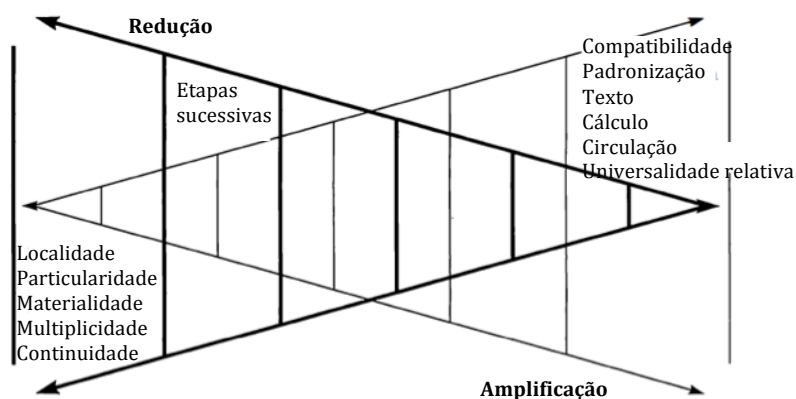 Redução
Etapas
sucessivas
Compatibilidade
Padronização
Texto
Cálculo
Circulação
Universalidade relativa
Localidade
Particularidade
Materialidade
Multiplicidade
Continuidade
Amplificação